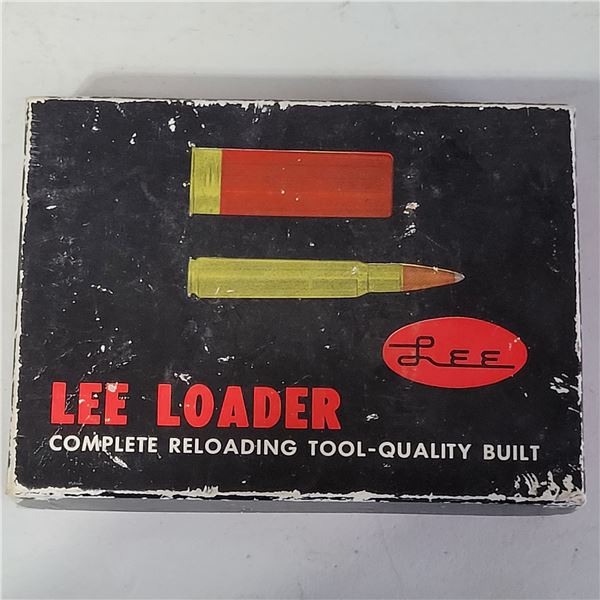 LEE
LEE LOADER
COMPLETE RELOADING TOOL-QUALITY BUILT